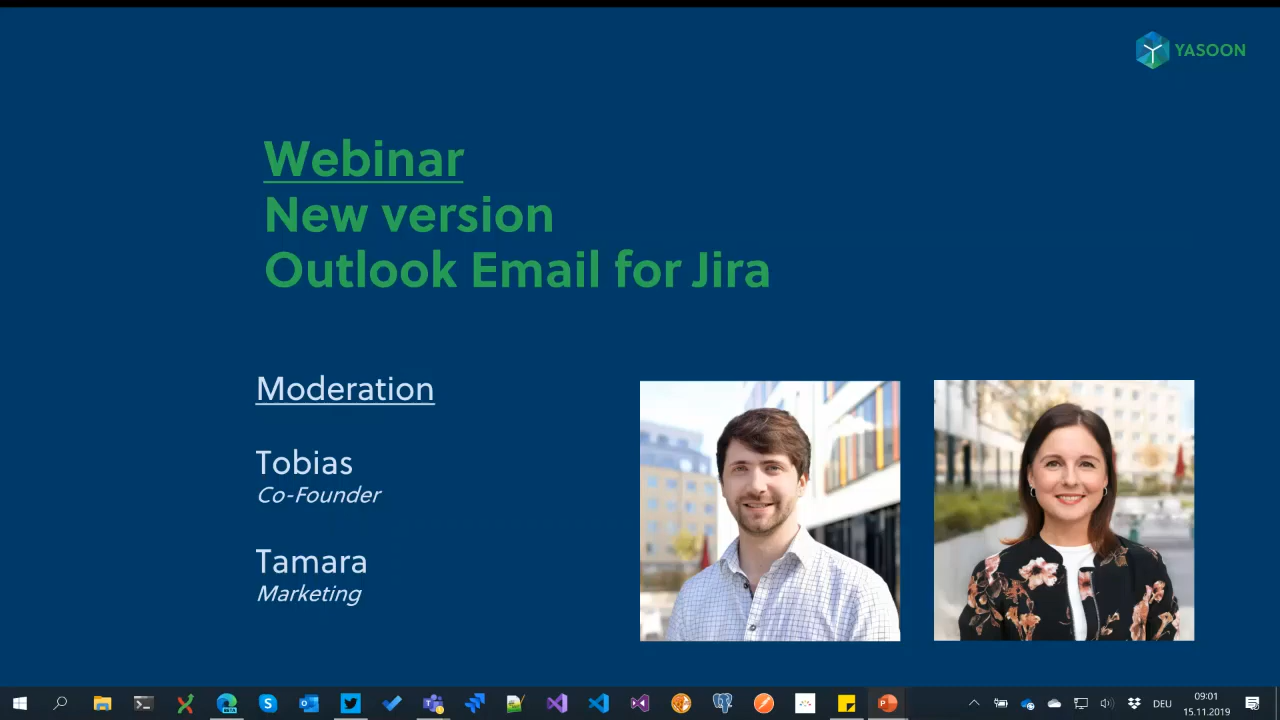 YASOON
Webinar
New version
Outlook Email for Jira
Moderation
Tobias
Co-Founder
Tamara
Marketing
BETA
DEU
09:01
15.11.2019